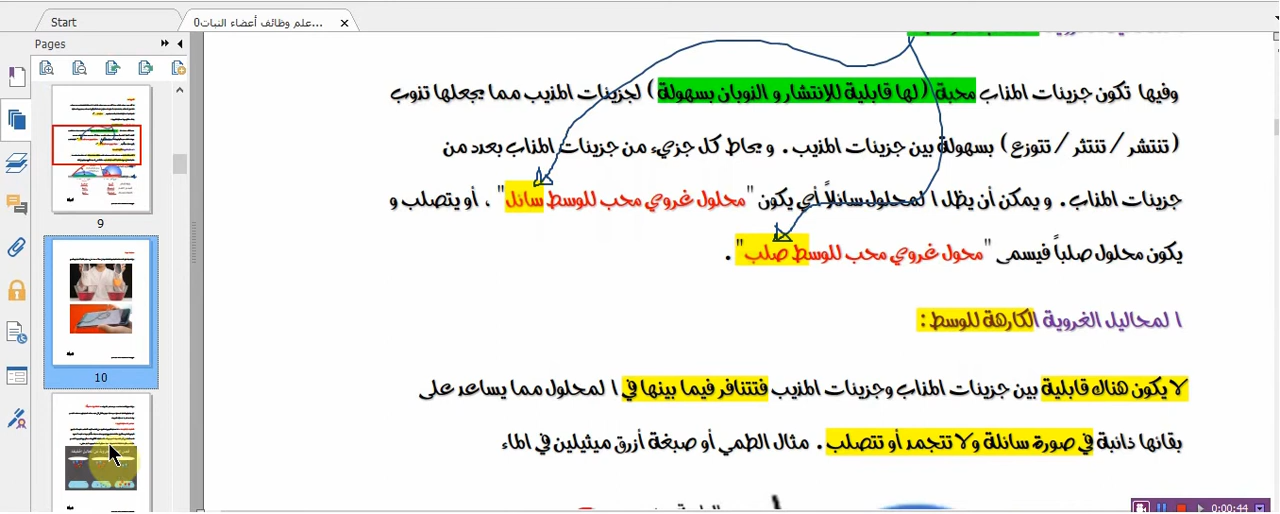 Start
علم وظائف أعضاء النبات0...
Pages
9
10
وفيها تكون جزيئات المذاب محبة (لها قابلية للإنتشار و الذوبان بسهولة) لجزيئات المذيب مما يجعلها تذوب
(تنتشر / تنتثر / تتوزع) بسهولة بين جزيئات المذيب. و يحاط كل جزيء من جزيئات المذاب بعدد من
جزيئات المذاب. و يمكن أن يظل المحلول سائلاً أي يكون "محلول غروي محب للوسط سائل"، أو يتصلب و
يكون محلول صلباً فيسمى "محول غروي محب للوسط صلب".
المحاليل الغروية الكارهة للوسط :
لا يكون هناك قابلية بين جزيئات المذاب وجزيئات المذيب فتتنافر فيما بينها في المحلول مما يساعد على
بقائها ذائبة في صورة سائلة ولا تتجمد أو تتصلب. مثال الطمي أو صبغة أزرق ميثيلين في الماء
0:00:44